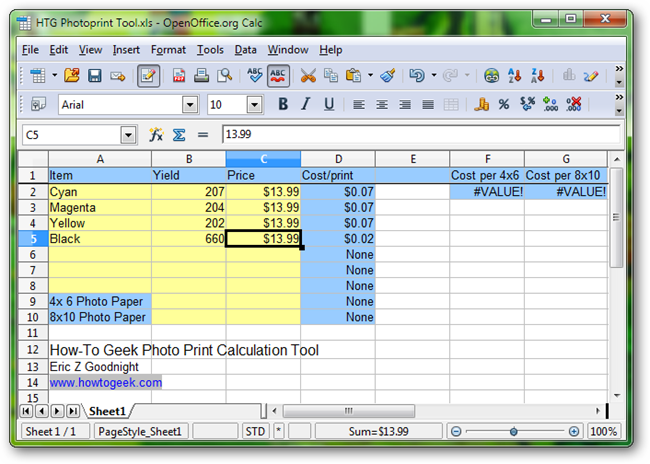 HTG Photoprint Tool.xls - OpenOffice.org Calc
File Edit View Insert Format Tools Data Window Help
ABC ABC
Arial 10 B I U
C5 13.99
A B C D E F G
1 Item Yield Price Cost/print Cost per 4x6 Cost per 8x10
2 Cyan 207 $13.99 $0.07 #VALUE! #VALUE!
3 Magenta 204 $13.99 $0.07
4 Yellow 202 $13.99 $0.07
5 Black 660 $13.99 $0.02
6 None
7 None
8 None
9 4x 6 Photo Paper None
10 8x10 Photo Paper None
11
12 How-To Geek Photo Print Calculation Tool
13 Eric Z Goodnight
14 www.howtogeek.com
15
Sheet1
Sheet 1 / 1 PageStyle_Sheet1 STD * Sum=$13.99 100%